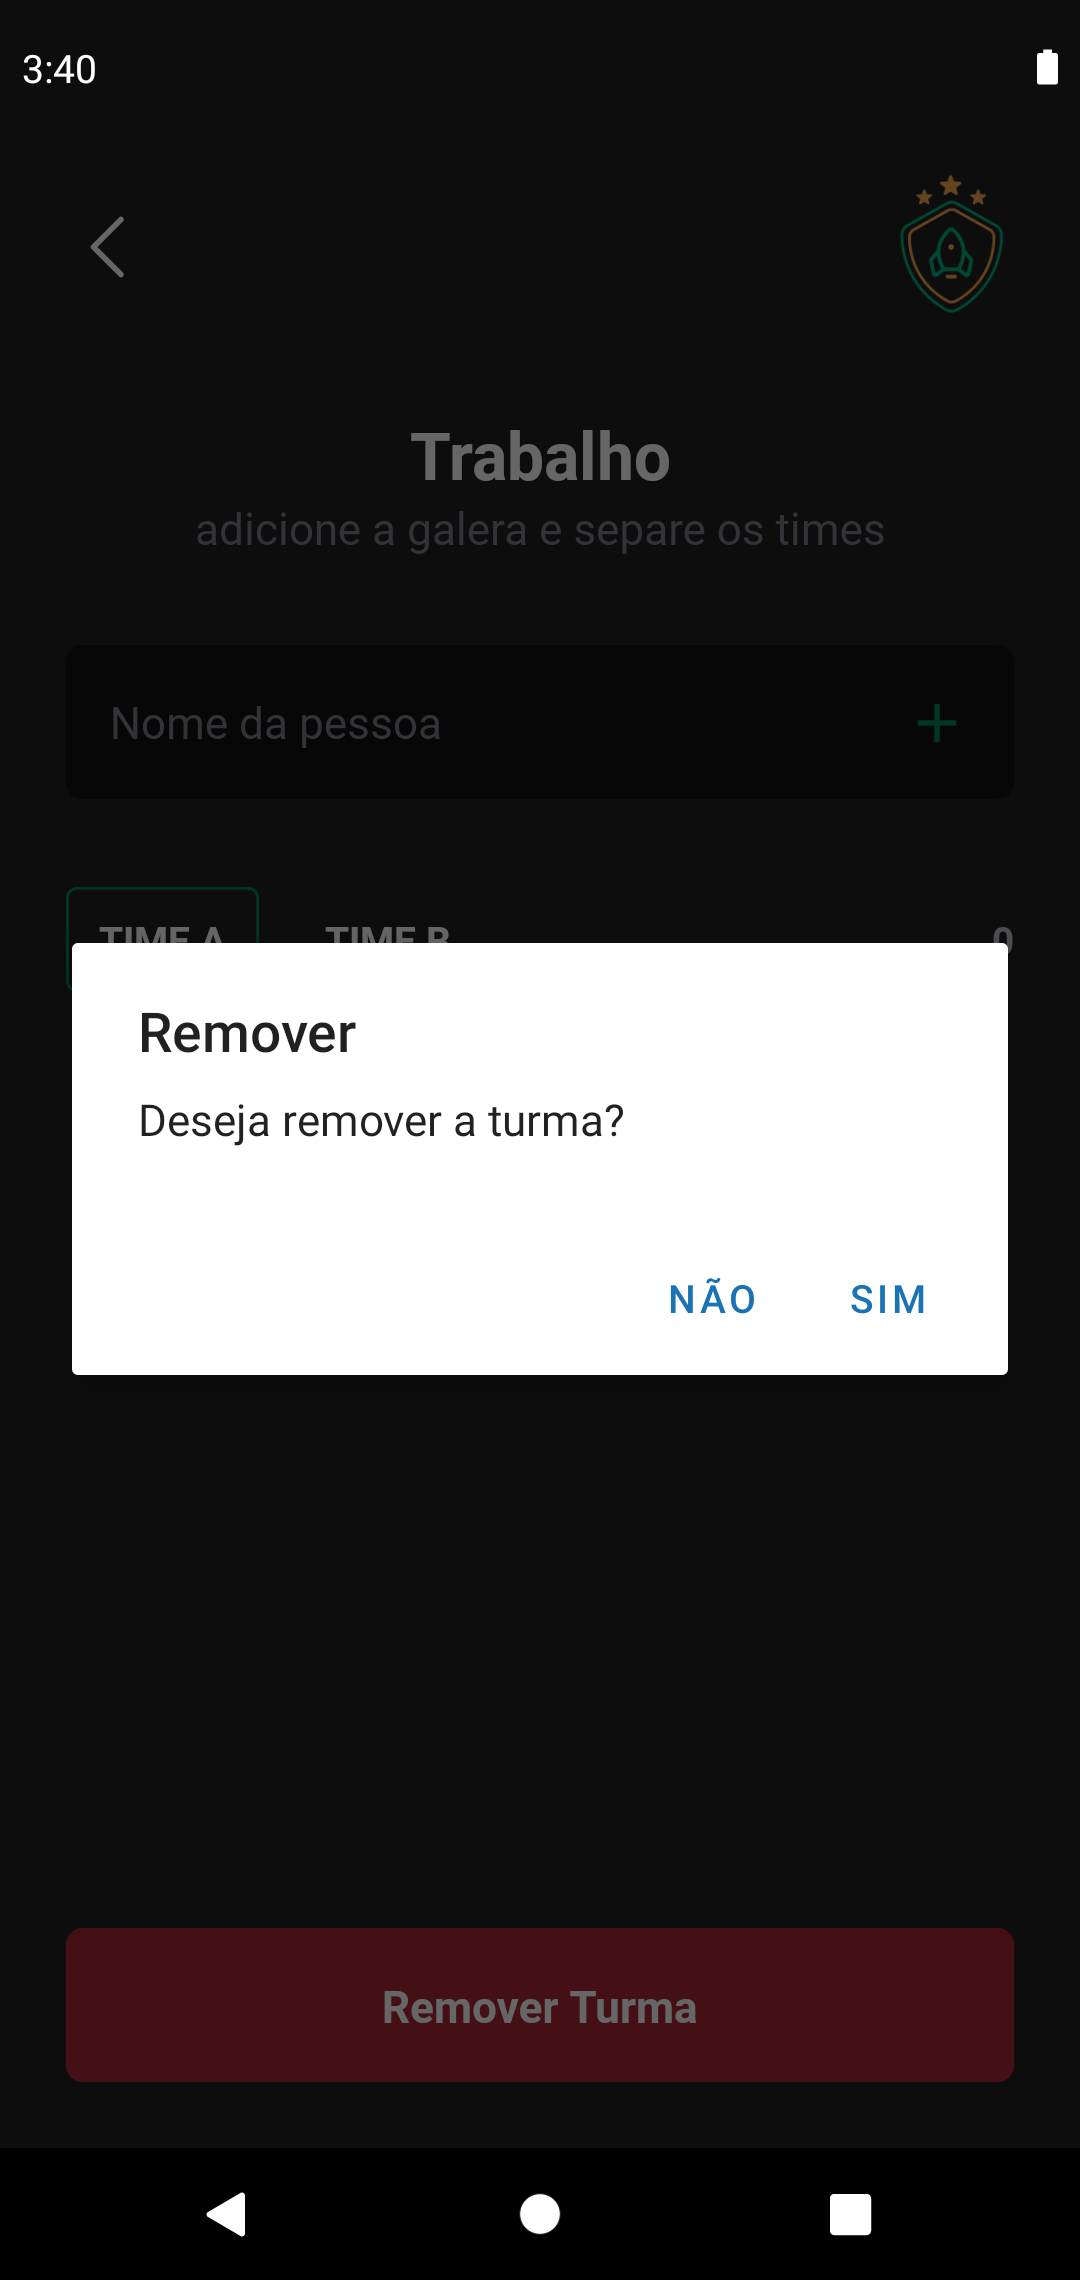 3:40
Trabalho
adicione a galera e separe os times
Nome da pessoa
TIME A TIME B 0
Remover
Deseja remover a turma?
NÃO SIM
Remover Turma